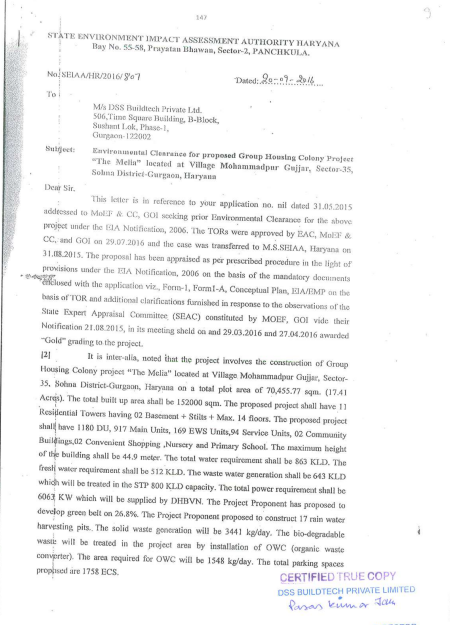 147
9
STATE ENVIRONMENT IMPACT ASSESSMENT AUTHORITY HARYANA
Bay No. 55-58, Prayatan Bhawan, Sector-2, PANCHKULA.
No. SEIAA/HR/2016/807
Dated: 20-09-2016
To
M/s DSS Buildtech Private Ltd.
506,Time Square Building, B-Block,
Sushant Lok, Phase-1,
Gurgaon-122002
Subject: Environmental Clearance for proposed Group Housing Colony Project
"The Melia" located at Village Mohammadpur Gujjar, Sector-35,
Sohna District-Gurgaon, Haryana
Dear Sir.
This letter is in reference to your application no. nil dated 31.05.2015
addressed to MoEF & CC, GOI seeking prior Environmental Clearance for the above
project under the EIA Notification, 2006. The TORs were approved by EAC, MoEF &
CC, and GOI on 29.07.2016 and the case was transferred to M.S.SEIAA, Haryana on
31.08.2015. The proposal has been appraised as per prescribed procedure in the light of
provisions under the EIA Notification, 2006 on the basis of the mandatory documents
enclosed with the application viz., Form-1, Form1-A, Conceptual Plan, EIA/EMP on the
basis of TOR and additional clarifications furnished in response to the observations of the
State Expert Appraisal Committee (SEAC) constituted by MOEF, GOI vide their
Notification 21.08.2015, in its meeting sheld on and 29.03.2016 and 27.04.2016 awarded
"Gold" grading to the project.
[2] It is inter-alia, noted that the project involves the construction of Group
Housing Colony project "The Melia" located at Village Mohammadpur Gujjar, Sector-
35, Sohna District-Gurgaon, Haryana on a total plot area of 70,455.77 sqm. (17.41
Acres). The total built up area shall be 152000 sqm. The proposed project shall have 11
Residential Towers having 02 Basement + Stilts + Max. 14 floors. The proposed project
shall have 1180 DU, 917 Main Units, 169 EWS Units,94 Service Units, 02 Community
Buildings,02 Convenient Shopping ,Nursery and Primary School. The maximum height
of the building shall be 44.9 meter. The total water requirement shall be 863 KLD. The
fresh water requirement shall be 512 KLD. The waste water generation shall be 643 KLD
which will be treated in the STP 800 KLD capacity. The total power requirement shall be
6063 KW which will be supplied by DHBVN. The Project Proponent has proposed to
develop green belt on 26.8%. The Project Proponent proposed to construct 17 rain water
harvesting pits. The solid waste generation will be 3441 kg/day. The bio-degradable
waste will be treated in the project area by installation of OWC (organic waste
converter). The area required for OWC will be 1548 kg/day. The total parking spaces
proposed are 1758 ECS.
CERTIFIED TRUE COPY
DSS BUILDTECH PRIVATE LIMITED